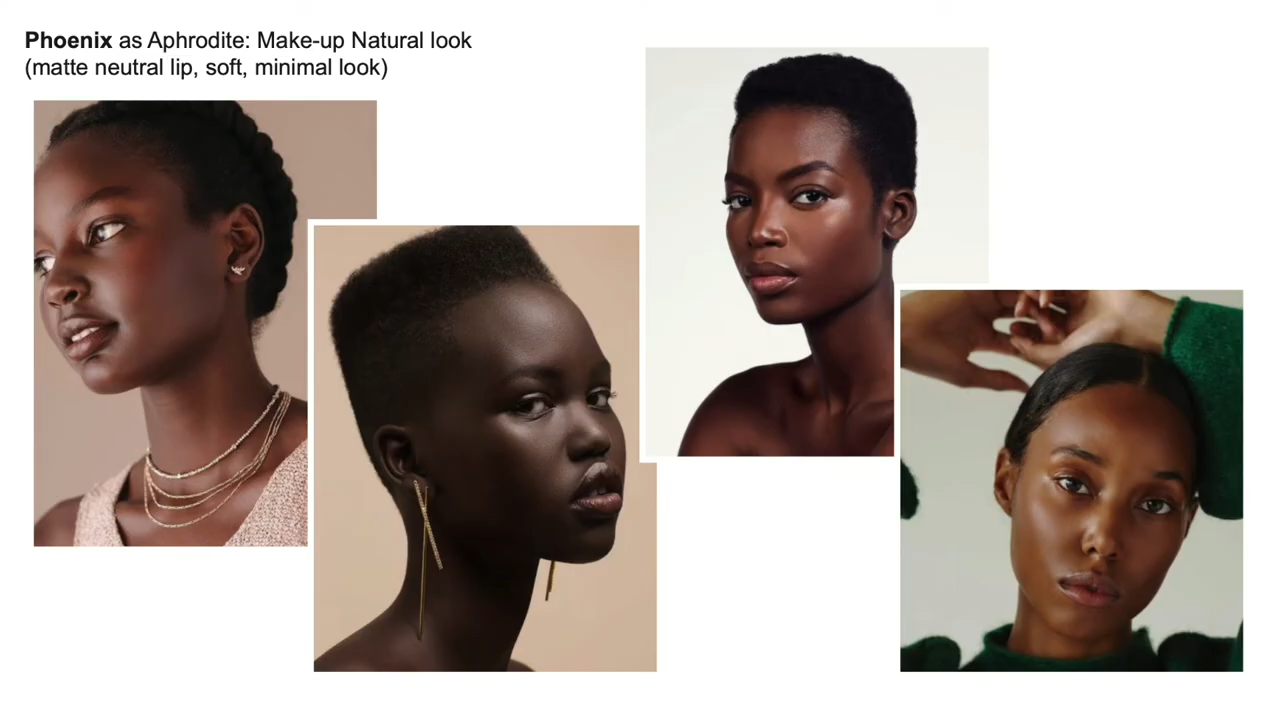 Phoenix as Aphrodite: Make-up Natural look
(matte neutral lip, soft, minimal look)